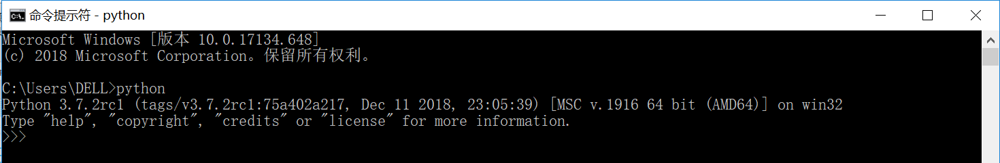 命令提示符 - python
Microsoft Windows [版本 10.0.17134.648]
(c) 2018 Microsoft Corporation。保留所有权利。
C:\Users\DELL>python
Python 3.7.2rc1 (tags/v3.7.2rc1:75a402a217, Dec 11 2018, 23:05:39) [MSC v.1916 64 bit (AMD64)] on win32
Type "help", "copyright", "credits" or "license" for more information.
>>>